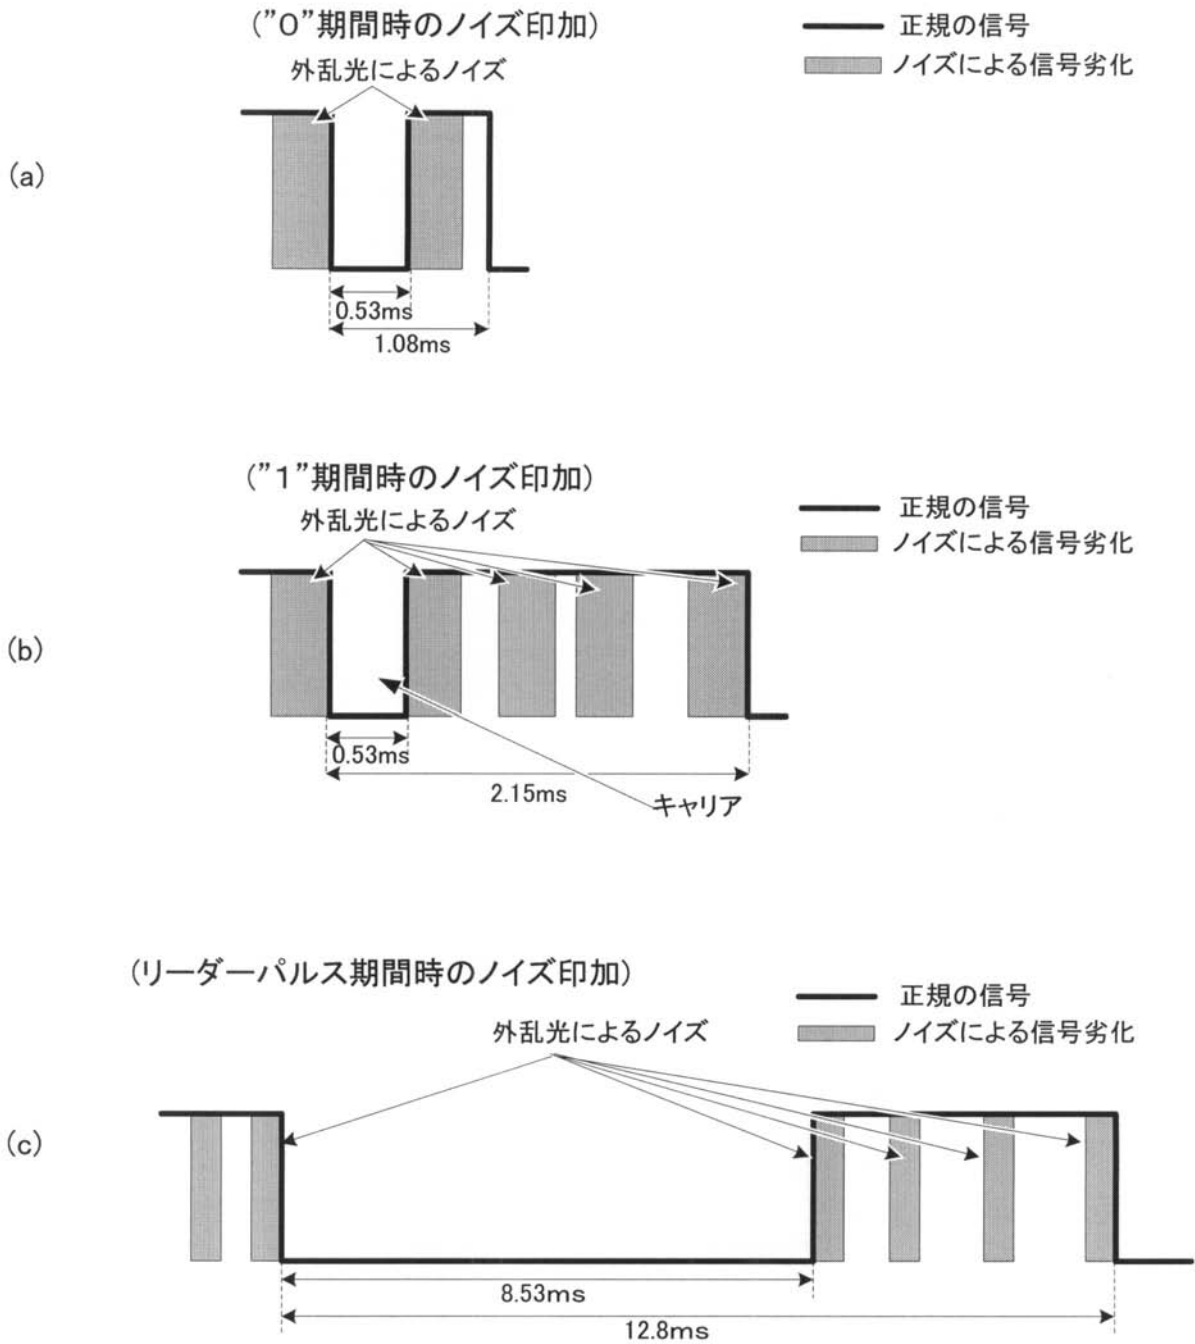 (”0”期間時のノイズ印加)
正規の信号
外乱光によるノイズ
ノイズによる信号劣化
(a)
0.53ms
1.08ms
(”1”期間時のノイズ印加)
正規の信号
外乱光によるノイズ
ノイズによる信号劣化
(b)
0.53ms
2.15ms
キャリア
(リーダーパルス期間時のノイズ印加)
正規の信号
外乱光によるノイズ
ノイズによる信号劣化
(c)
8.53ms
12.8ms